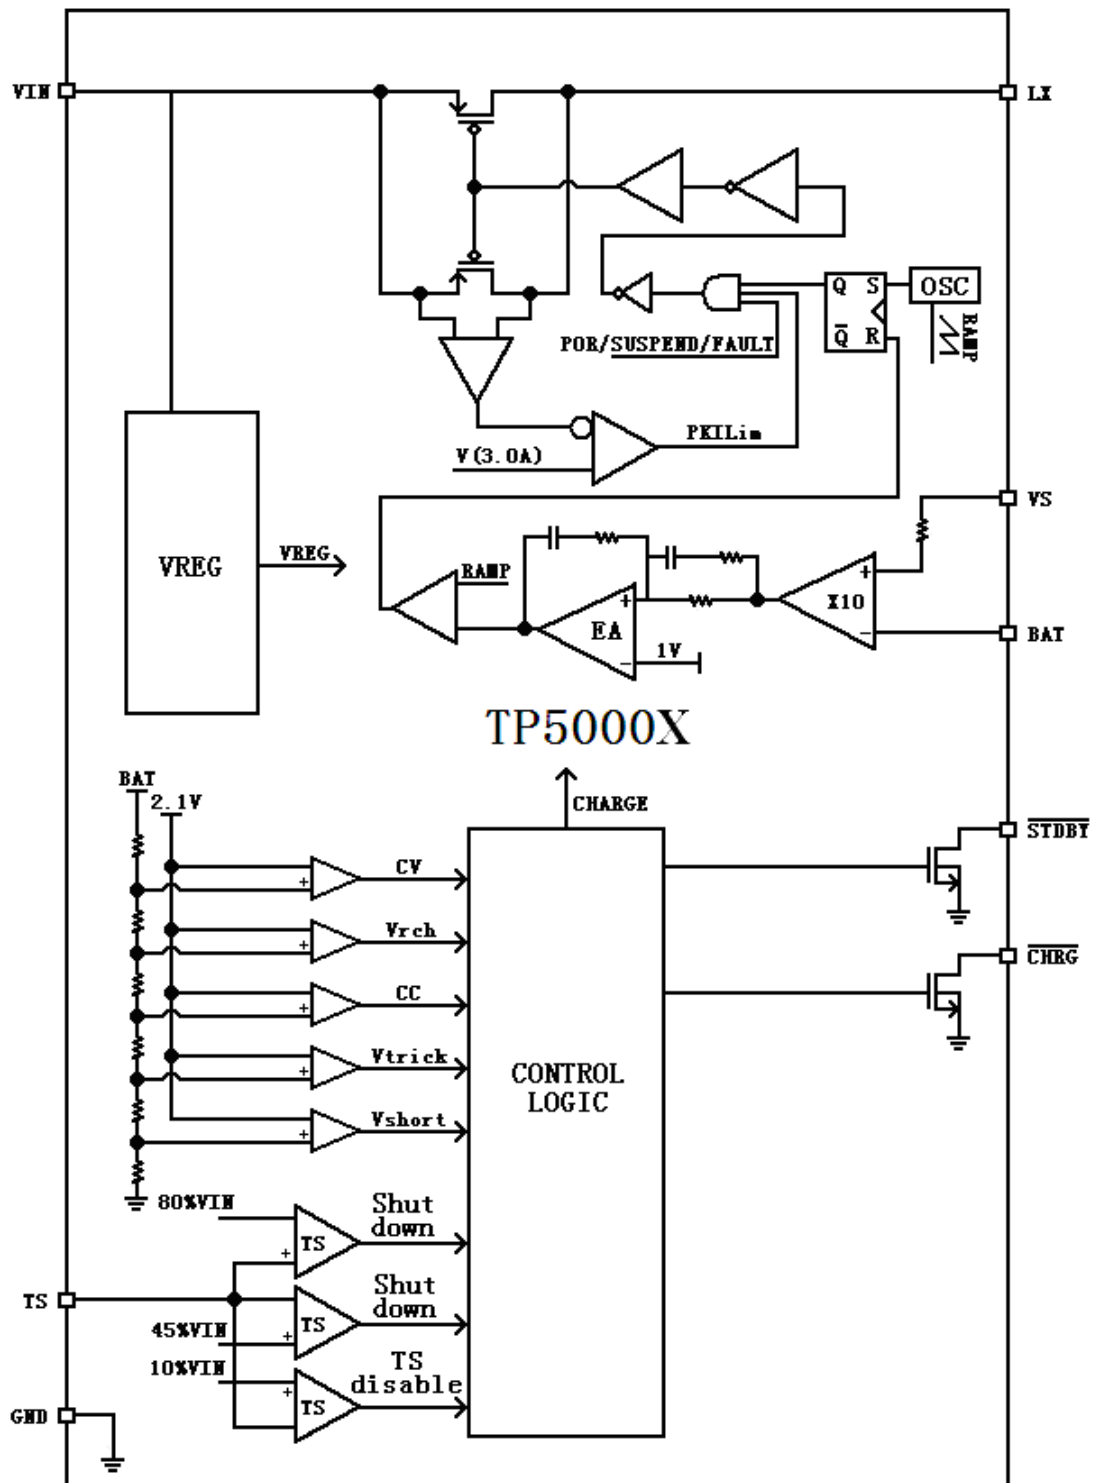 VIN
LX
Q S
OSC
Q R
RAMP
POR/SUSPEND/FAULT
PKILim
V(3.0A)
VS
VREG
VREG
RAMP
+
X10
-
+
EA
-
1V
BAT
TP5000X
BAT
2.1V
CHARGE
STDBY
+
CV
+
Vrch
CHRG
+
CC
+
Vtrick
CONTROL
LOGIC
+
Vshort
80%VIN
+
TS
Shut
down
TS
45%VIN
+
TS
Shut
down
10%VIN
+
TS
TS
disable
GND